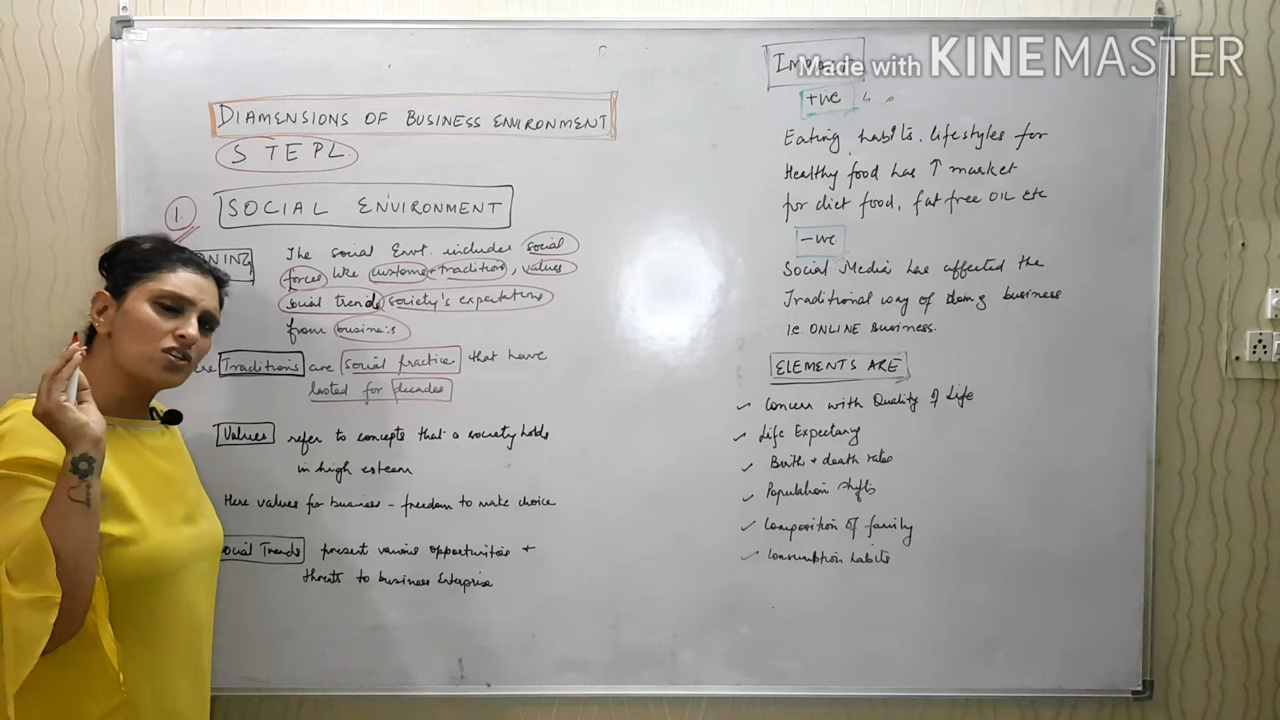 DIAMENSIONS OF BUSINESS ENVIRONMENT
STEPL
1. SOCIAL ENVIRONMENT
The social Envt. includes social
forces like customs + tradition, values
social trends society's expectations
from business
Traditions are social practice that have
lasted for decades
Values refer to concepts that a society holds
in high esteem
Here values for business - freedom to make choice
Social Trends present various opportunities +
threats to business Enterprise
Made with KINEMASTER
+ive
Eating habits, lifestyles for
Healthy food has ↑ market
for diet food, fat free OIL etc
-ive
Social Media has affected the
Traditional way of doing business
ie. ONLINE Business.
ELEMENTS ARE
✓ Concern with Quality of Life
✓ Life Expectancy
✓ Birth + death rates
✓ Population shifts
✓ Composition of family
✓ Consumption habits
Love